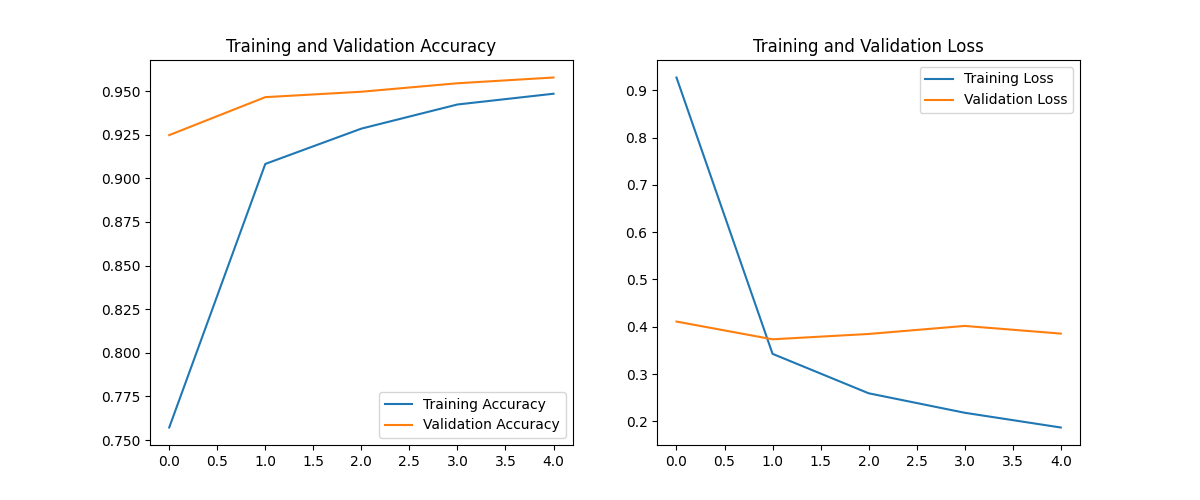 Training and Validation Accuracy
0.950
0.925
0.900
0.875
0.850
0.825
0.800
0.775
0.750
0.0 0.5 1.0 1.5 2.0 2.5 3.0 3.5 4.0
Training Accuracy
Validation Accuracy
Training and Validation Loss
0.9
0.8
0.7
0.6
0.5
0.4
0.3
0.2
0.0 0.5 1.0 1.5 2.0 2.5 3.0 3.5 4.0
Training Loss
Validation Loss